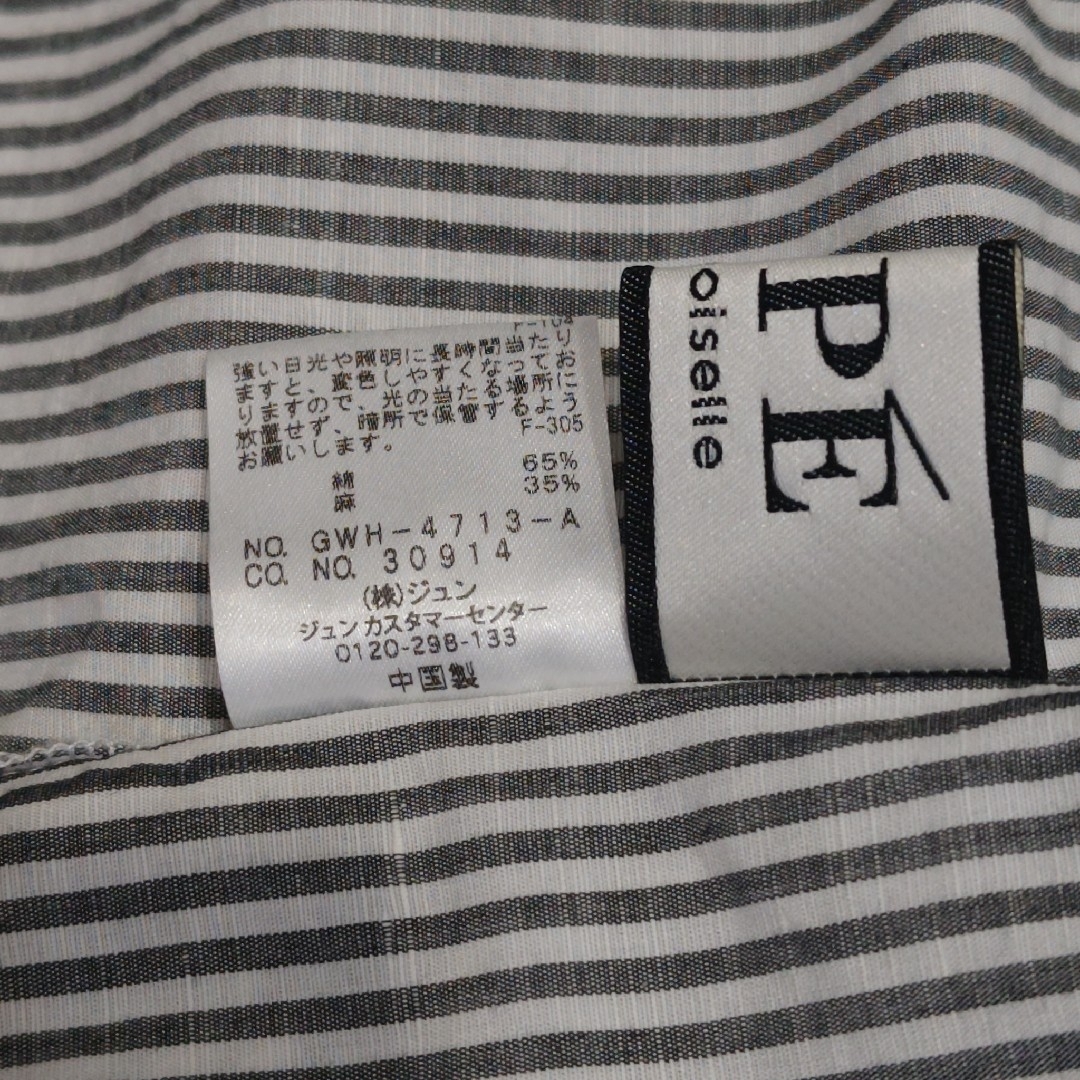 F-104
強い日光や照明に長時間当たり
ますと、変色しやすくなってお
りますので、光の当たる場所に
放置せず、暗所で保管するよう
お願いします。 F-305
綿 65%
麻 35%
NO. GWH-4713-A
CO. NO. 30914
(株)ジュン
ジュンカスタマーセンター
0120-298-133
中国製
PÉ
oiselle